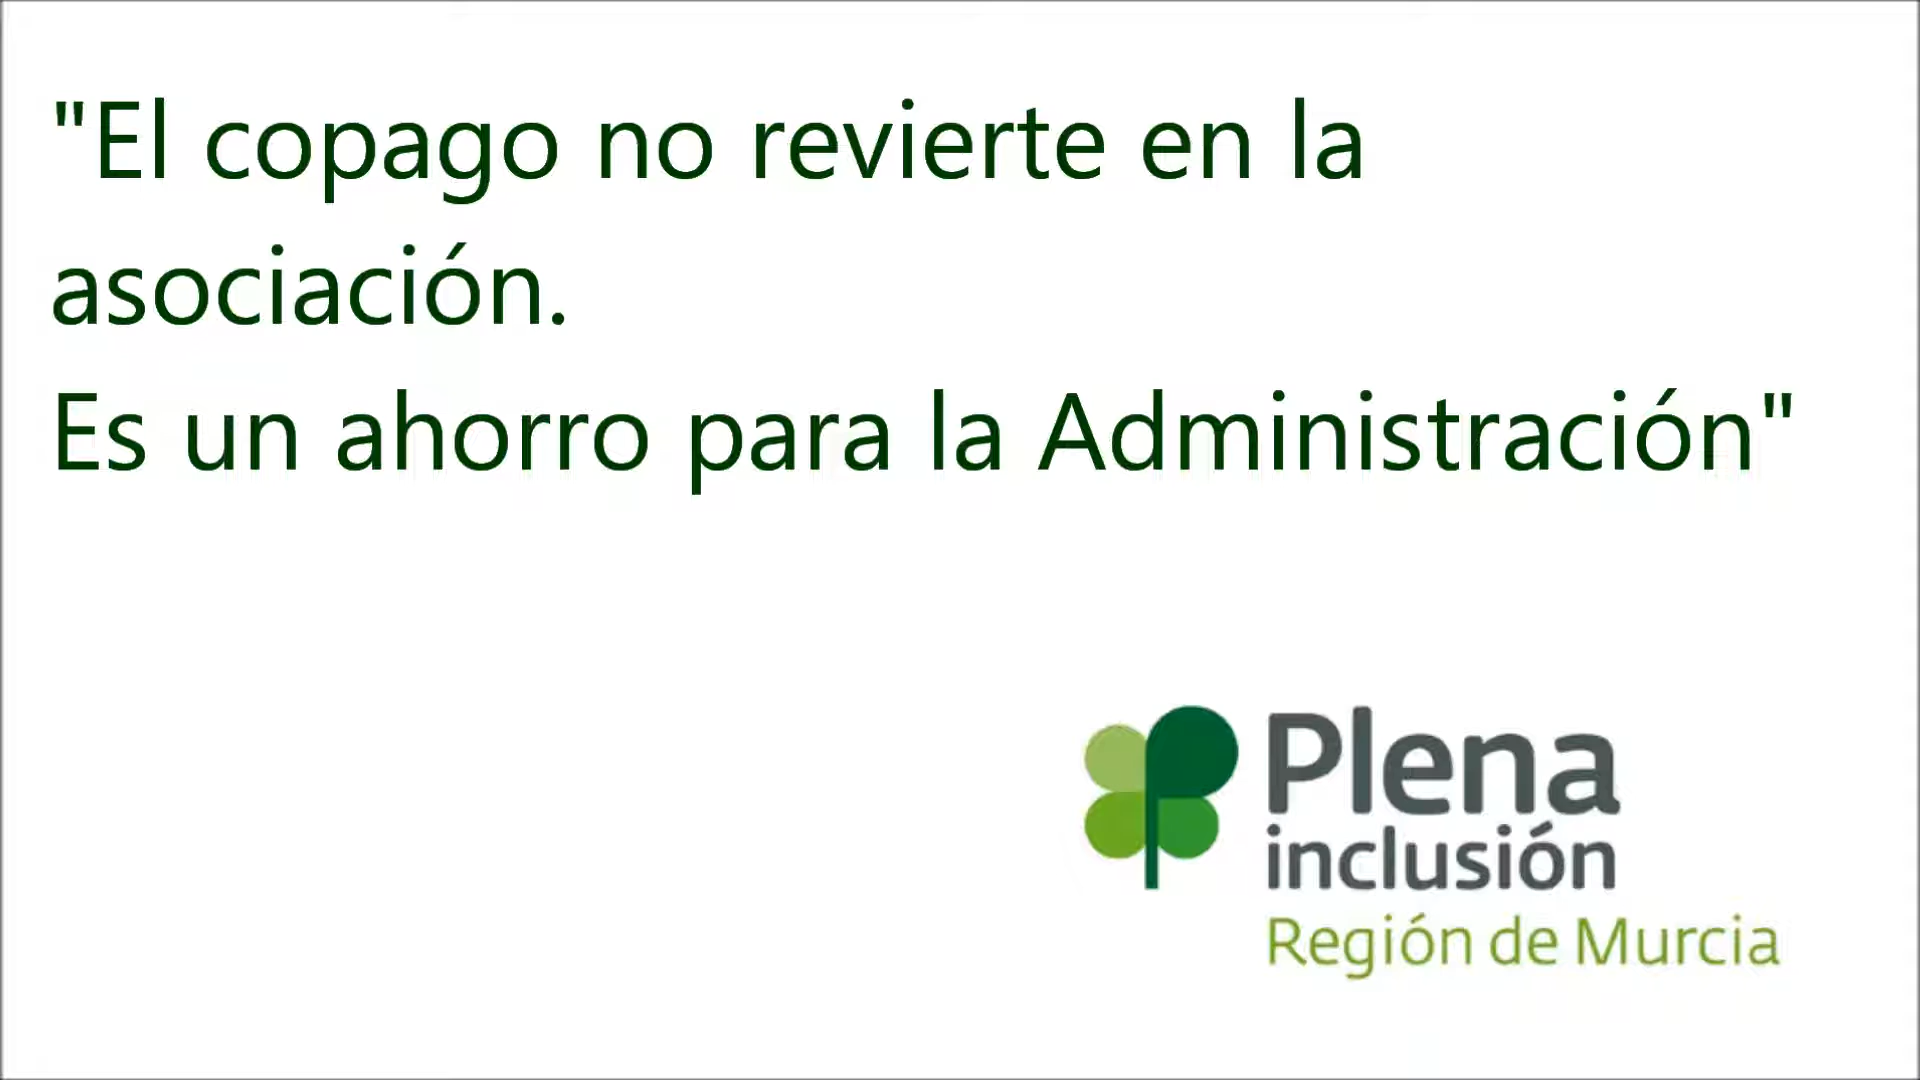 "El copago no revierte en la
asociación.
Es un ahorro para la Administración"
Plena
inclusión
Región de Murcia